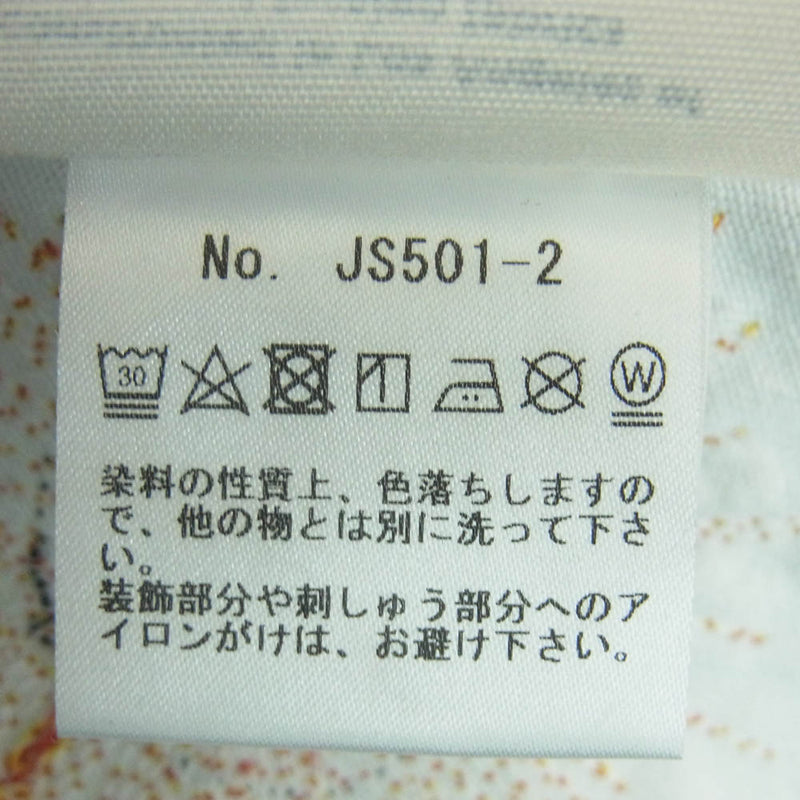 No. JS501-2
30
W
染料の性質上、色落ちしますの
で、他の物とは別に洗って下さ
い。
装飾部分や刺しゅう部分へのア
イロンがけは、お避け下さい。